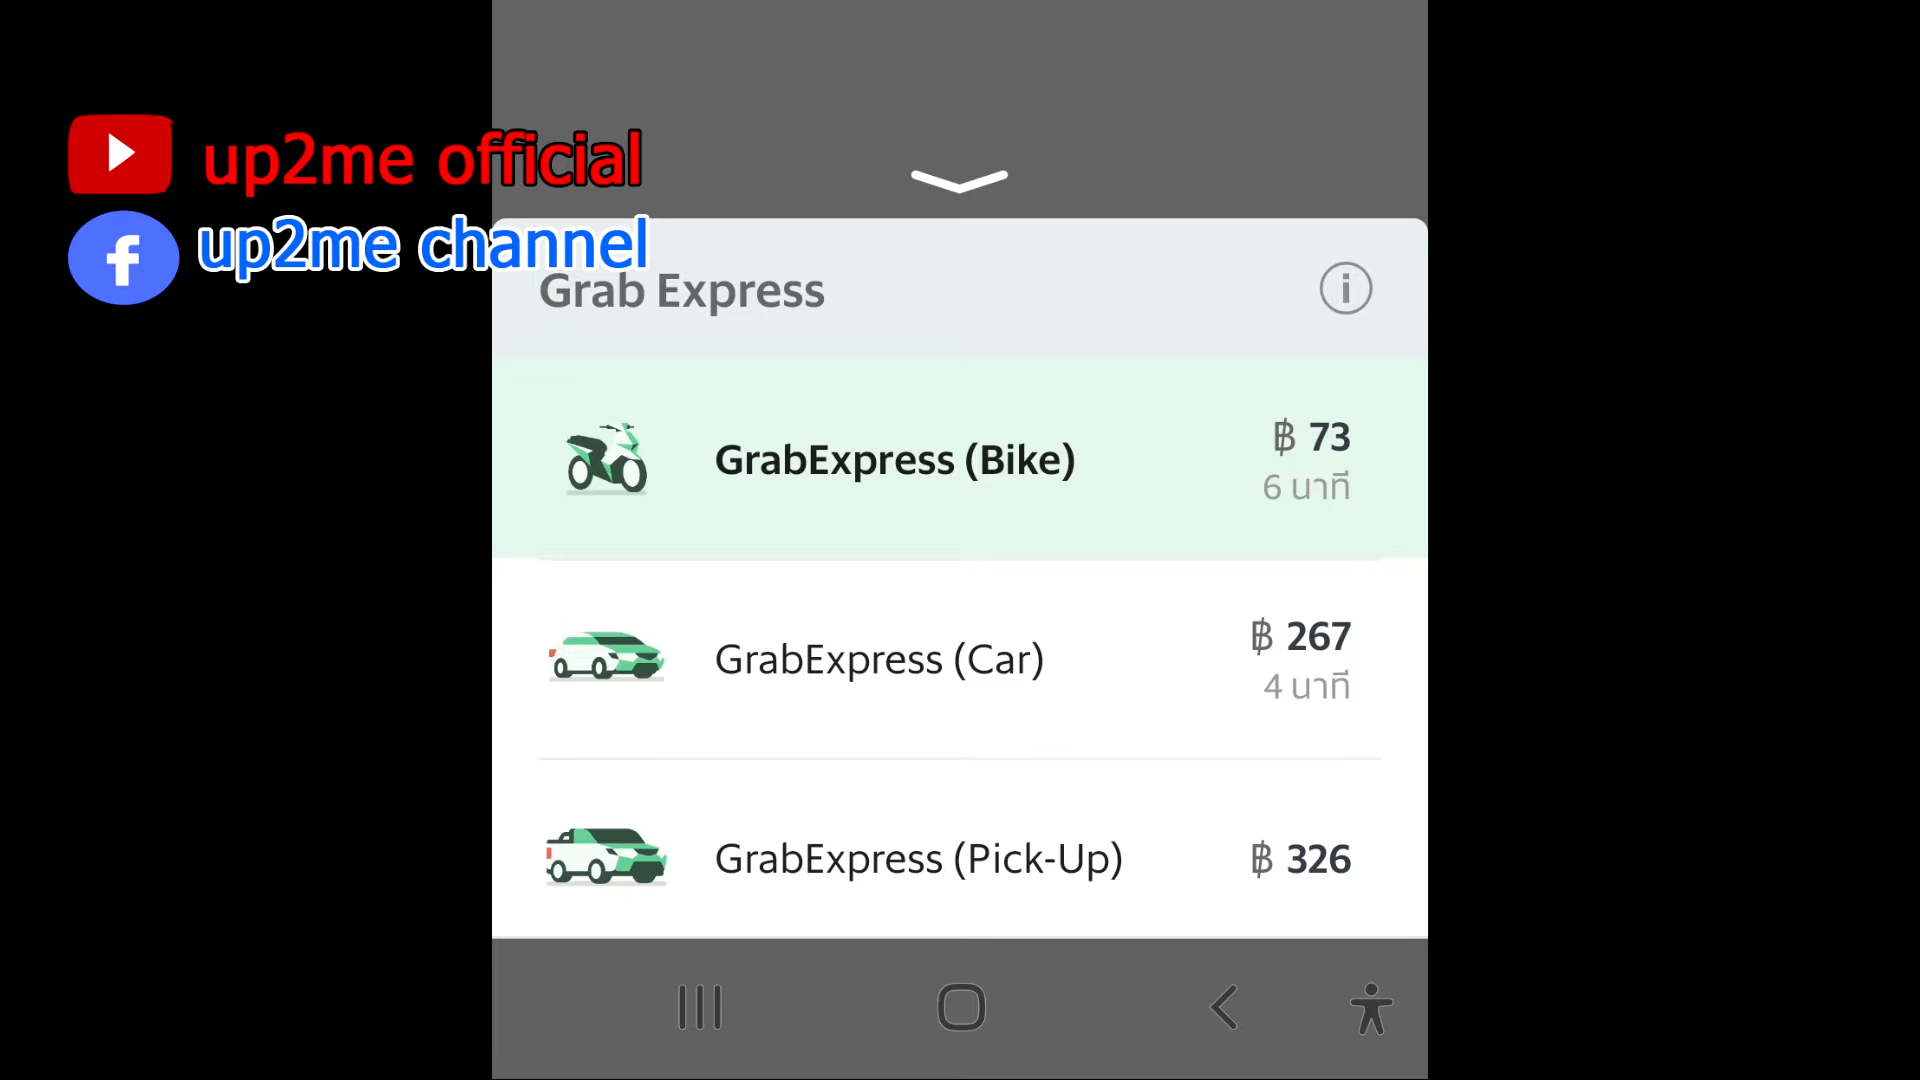 up2me official
up2me channel
Grab Express
GrabExpress (Bike)
฿ 73
6 นาที
GrabExpress (Car)
฿ 267
4 นาที
GrabExpress (Pick-Up)
฿ 326